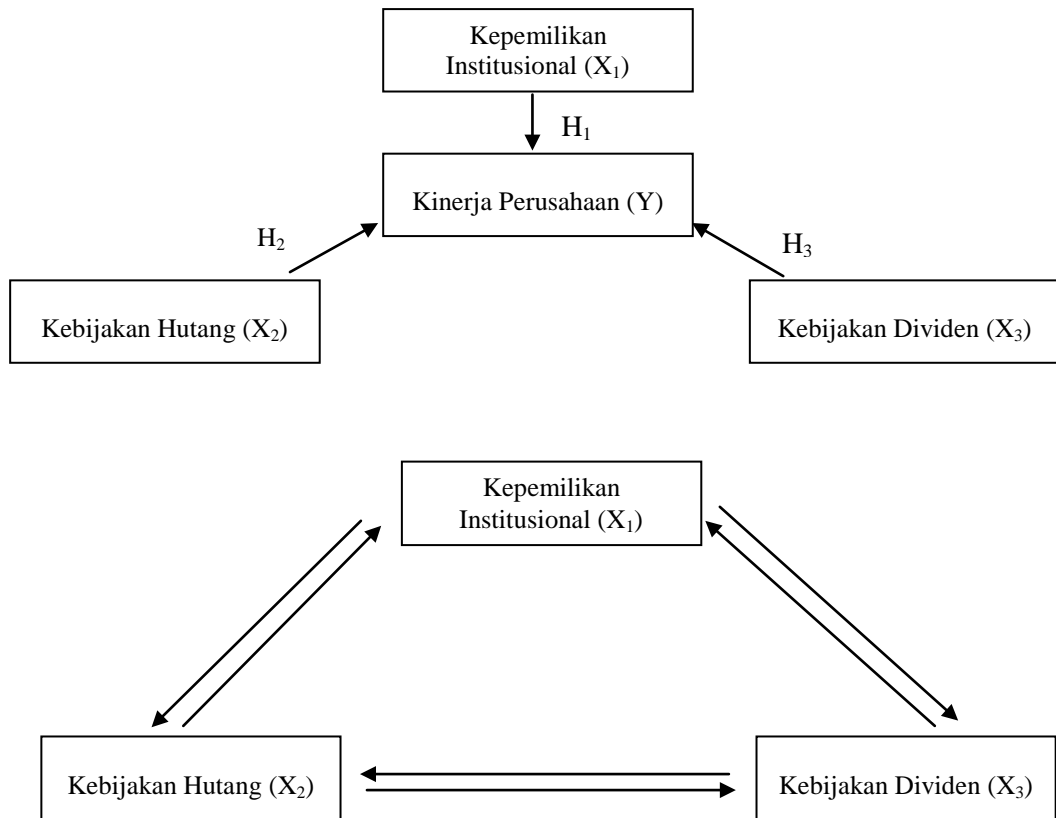 Kepemilikan
Institusional (X₁)
H₁
Kinerja Perusahaan (Y)
H₂
H₃
Kebijakan Hutang (X₂)
Kebijakan Dividen (X₃)
Kepemilikan
Institusional (X₁)
Kebijakan Hutang (X₂)
Kebijakan Dividen (X₃)